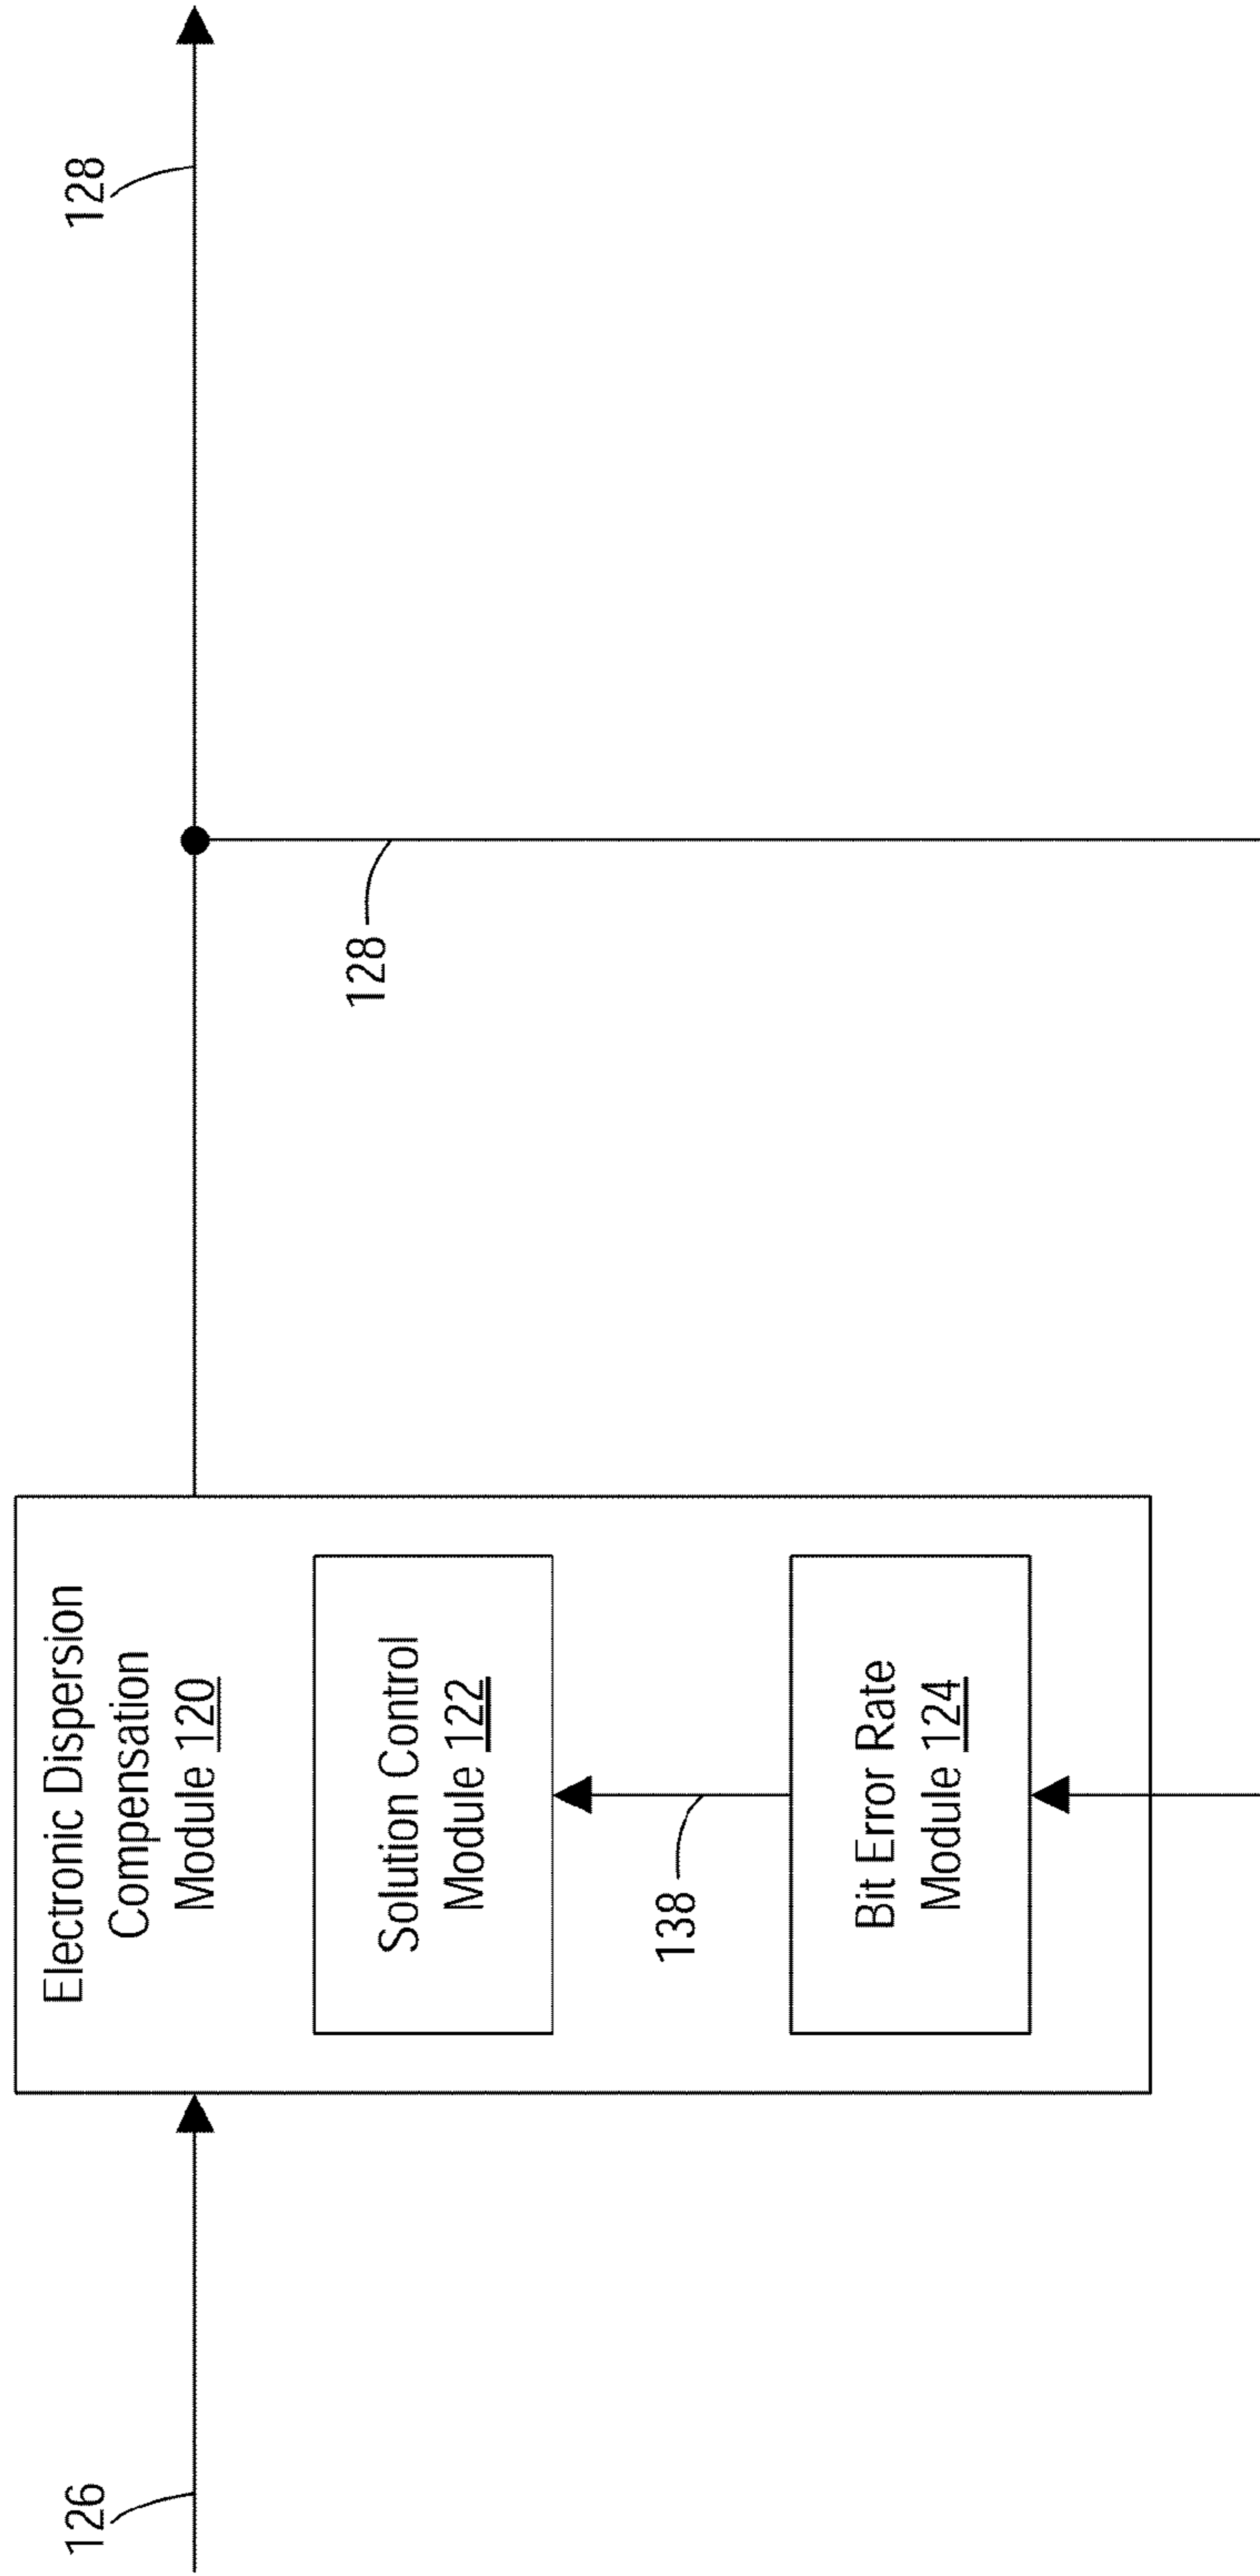 126
Electronic Dispersion
Compensation
Module 120
128
Solution Control
Module 122
128
138
Bit Error Rate
Module 124